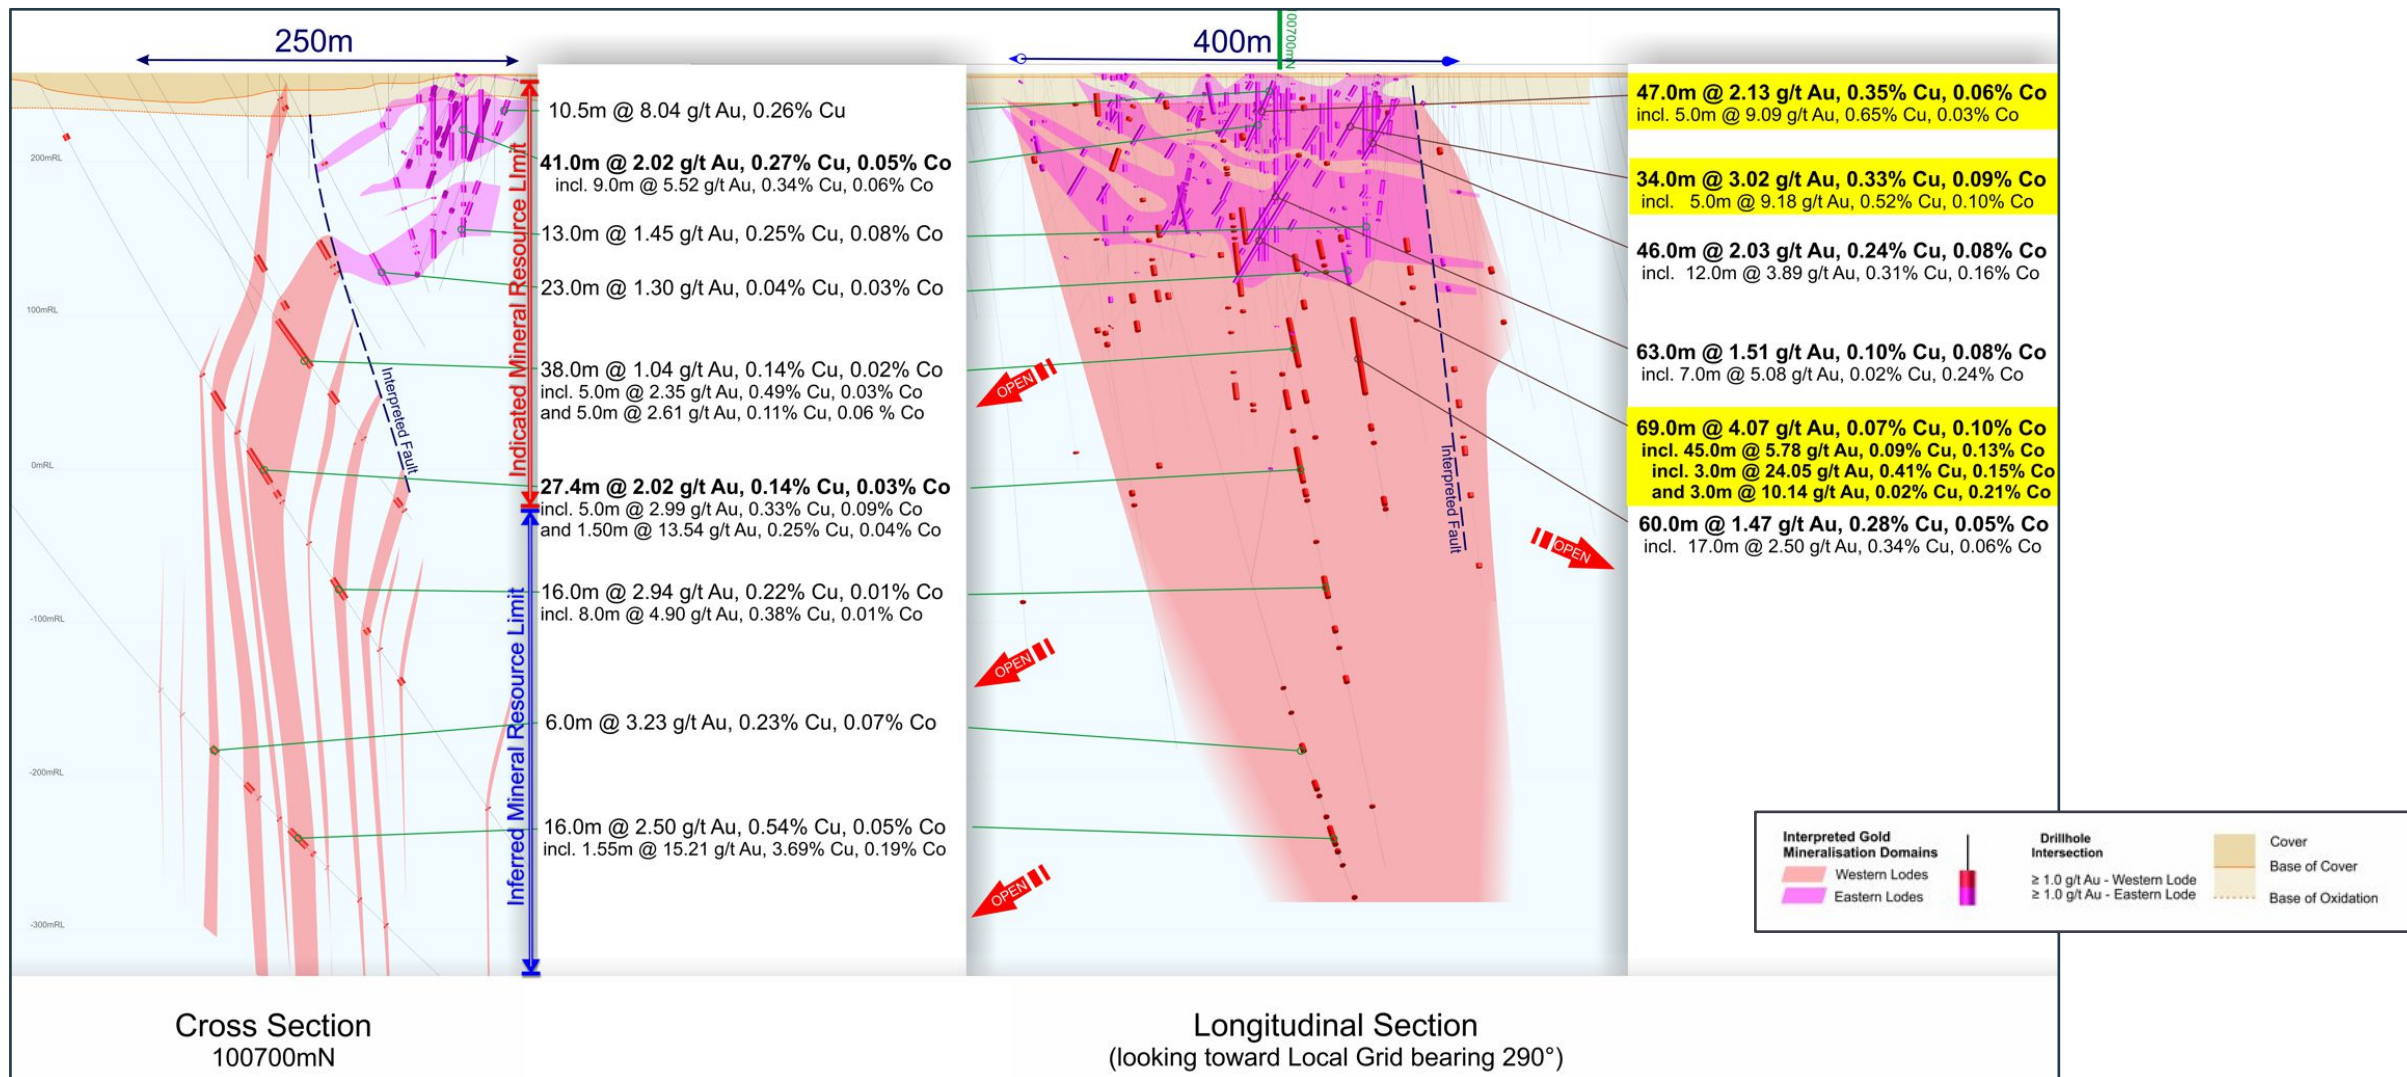 250m
10.5m @ 8.04 g/t Au, 0.26% Cu
41.0m @ 2.02 g/t Au, 0.27% Cu, 0.05% Co
incl. 9.0m @ 5.52 g/t Au, 0.34% Cu, 0.06% Co
13.0m @ 1.45 g/t Au, 0.25% Cu, 0.08% Co
23.0m @ 1.30 g/t Au, 0.04% Cu, 0.03% Co
38.0m @ 1.04 g/t Au, 0.14% Cu, 0.02% Co
incl. 5.0m @ 2.35 g/t Au, 0.49% Cu, 0.03% Co
and 5.0m @ 2.61 g/t Au, 0.11% Cu, 0.06 % Co
27.4m @ 2.02 g/t Au, 0.14% Cu, 0.03% Co
incl. 5.0m @ 2.99 g/t Au, 0.33% Cu, 0.09% Co
and 1.50m @ 13.54 g/t Au, 0.25% Cu, 0.04% Co
16.0m @ 2.94 g/t Au, 0.22% Cu, 0.01% Co
incl. 8.0m @ 4.90 g/t Au, 0.38% Cu, 0.01% Co
6.0m @ 3.23 g/t Au, 0.23% Cu, 0.07% Co
16.0m @ 2.50 g/t Au, 0.54% Cu, 0.05% Co
incl. 1.55m @ 15.21 g/t Au, 3.69% Cu, 0.19% Co
200mRL
100mRL
0mRL
-100mRL
-200mRL
-300mRL
Interpreted Fault
Indicated Mineral Resource Limit
Inferred Mineral Resource Limit
Cross Section
100700mN
400m
00700mN
OPEN
OPEN
OPEN
OPEN
Interpreted Fault
Longitudinal Section
(looking toward Local Grid bearing 290°)
47.0m @ 2.13 g/t Au, 0.35% Cu, 0.06% Co
incl. 5.0m @ 9.09 g/t Au, 0.65% Cu, 0.03% Co
34.0m @ 3.02 g/t Au, 0.33% Cu, 0.09% Co
incl. 5.0m @ 9.18 g/t Au, 0.52% Cu, 0.10% Co
46.0m @ 2.03 g/t Au, 0.24% Cu, 0.08% Co
incl. 12.0m @ 3.89 g/t Au, 0.31% Cu, 0.16% Co
63.0m @ 1.51 g/t Au, 0.10% Cu, 0.08% Co
incl. 7.0m @ 5.08 g/t Au, 0.02% Cu, 0.24% Co
69.0m @ 4.07 g/t Au, 0.07% Cu, 0.10% Co
incl. 45.0m @ 5.78 g/t Au, 0.09% Cu, 0.13% Co
incl. 3.0m @ 24.05 g/t Au, 0.41% Cu, 0.15% Co
and 3.0m @ 10.14 g/t Au, 0.02% Cu, 0.21% Co
60.0m @ 1.47 g/t Au, 0.28% Cu, 0.05% Co
incl. 17.0m @ 2.50 g/t Au, 0.34% Cu, 0.06% Co
Interpreted Gold
Mineralisation Domains
Western Lodes
Eastern Lodes
Drillhole
Intersection
≥ 1.0 g/t Au - Western Lode
≥ 1.0 g/t Au - Eastern Lode
Cover
Base of Cover
Base of Oxidation